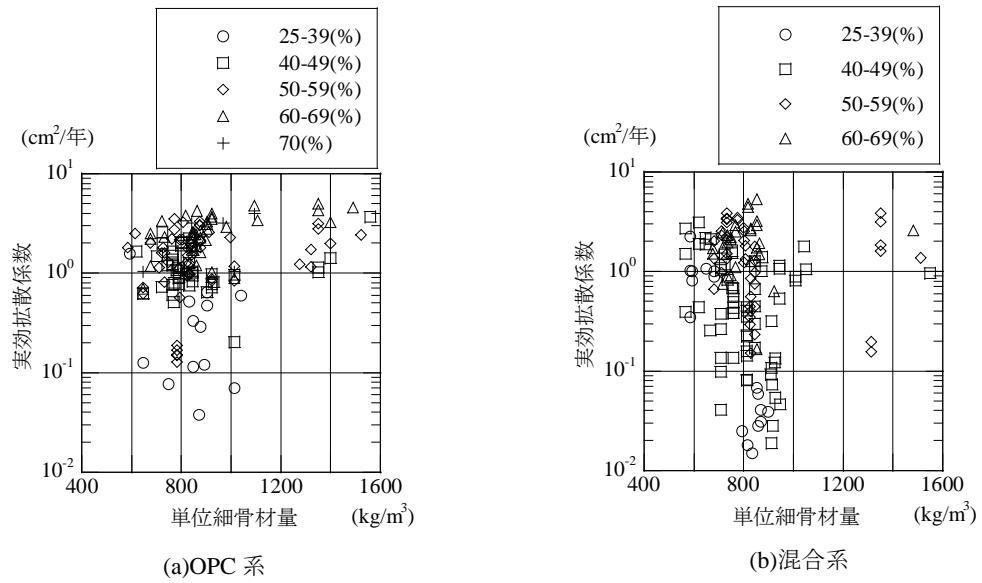 25-39(%)
40-49(%)
50-59(%)
60-69(%)
70(%)
(cm²/年)
10¹
10⁰
10⁻¹
10⁻²
実効拡散係数
400 800 1200 1600
単位細骨材量 (kg/m³)
(a)OPC 系
25-39(%)
40-49(%)
50-59(%)
60-69(%)
(cm²/年)
10¹
10⁰
10⁻¹
10⁻²
実効拡散係数
400 800 1200 1600
単位細骨材量 (kg/m³)
(b)混合系